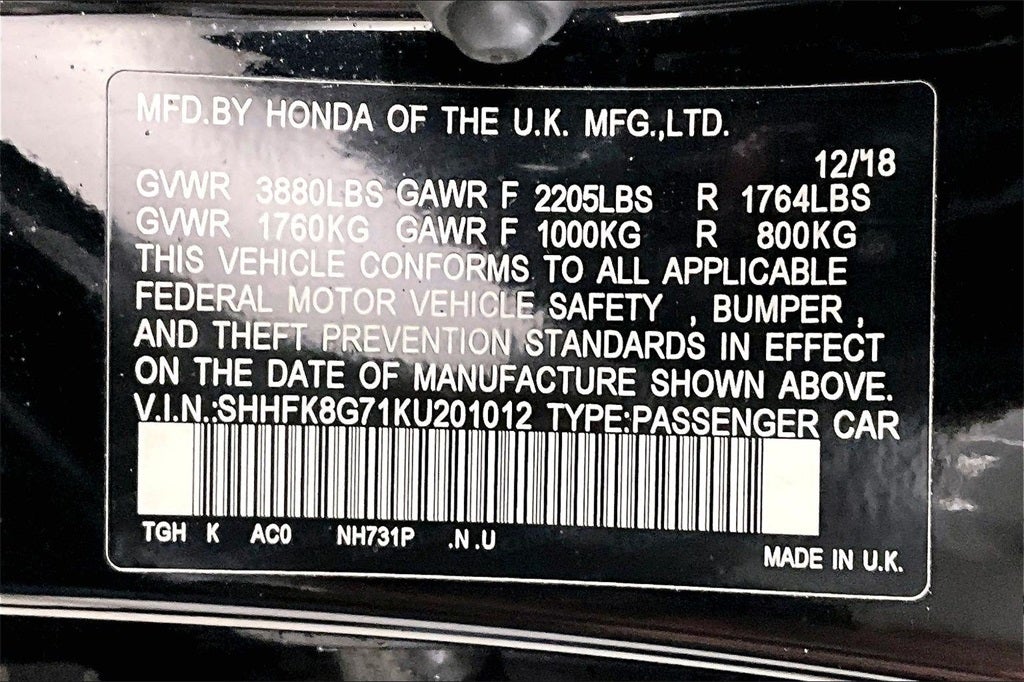 MFD.BY HONDA OF THE U.K. MFG.,LTD.
12/18
GVWR 3880LBS GAWR F 2205LBS R 1764LBS
GVWR 1760KG GAWR F 1000KG R 800KG
THIS VEHICLE CONFORMS TO ALL APPLICABLE
FEDERAL MOTOR VEHICLE SAFETY , BUMPER ,
AND THEFT PREVENTION STANDARDS IN EFFECT
ON THE DATE OF MANUFACTURE SHOWN ABOVE.
V.I.N.:SHHFK8G71KU201012 TYPE:PASSENGER CAR
TGH K AC0 NH731P .N.U
MADE IN U.K.